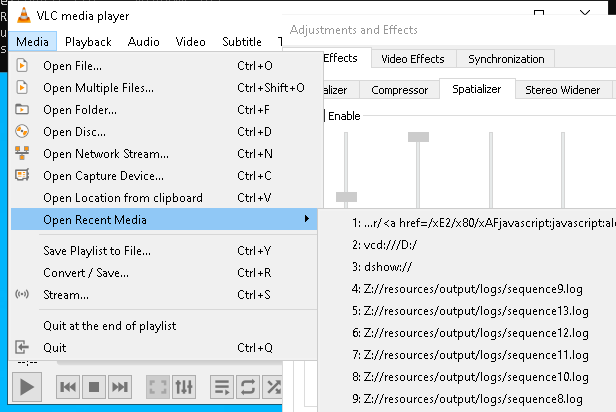 VLC media player
Adjustments and Effects
Media Playback Audio Video Subtitle T
Effects Video Effects Synchronization
alizer Compressor Spatializer Stereo Widener
Enable
Open File... Ctrl+O
Open Multiple Files... Ctrl+Shift+O
Open Folder... Ctrl+F
Open Disc... Ctrl+D
Open Network Stream... Ctrl+N
Open Capture Device... Ctrl+C
Open Location from clipboard Ctrl+V
Open Recent Media
Save Playlist to File... Ctrl+Y
Convert / Save... Ctrl+R
Stream... Ctrl+S
Quit at the end of playlist
Quit Ctrl+Q
1: ...r/ <a href=/xE2/x80/xAFjavascript:javascript:ale
2: vcd:///D:/
3: dshow://
4: Z://resources/output/logs/sequence9.log
5: Z://resources/output/logs/sequence13.log
6: Z://resources/output/logs/sequence12.log
7: Z://resources/output/logs/sequence11.log
8: Z://resources/output/logs/sequence10.log
9: Z://resources/output/logs/sequence8.log